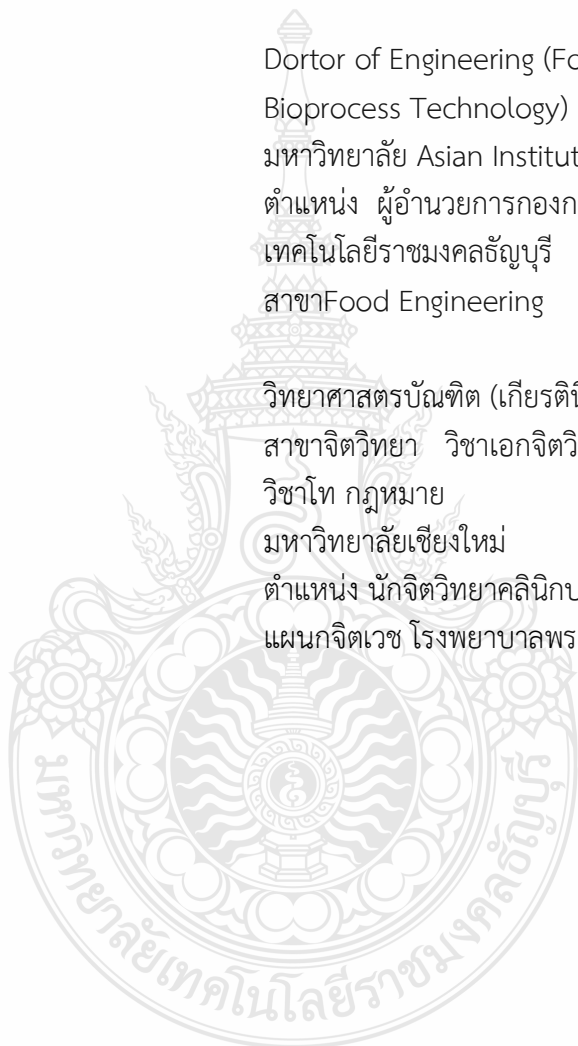 Dortor of Engineering (Fo
Bioprocess Technology)
มหาวิทยาลัย Asian Institut
ตำแหน่ง ผู้อำนวยการกองก
เทคโนโลยีราชมงคลธัญบุรี
สาขาFood Engineering
วิทยาศาสตรบัณฑิต (เกียรตินิ
สาขาจิตวิทยา วิชาเอกจิตวิ
วิชาโท กฎหมาย
มหาวิทยาลัยเชียงใหม่
ตำแหน่ง นักจิตวิทยาคลินิกป
แผนกจิตเวช โรงพยาบาลพร
มหาวิทยาลัยเทคโนโลยีราชมงคลธัญบุรี